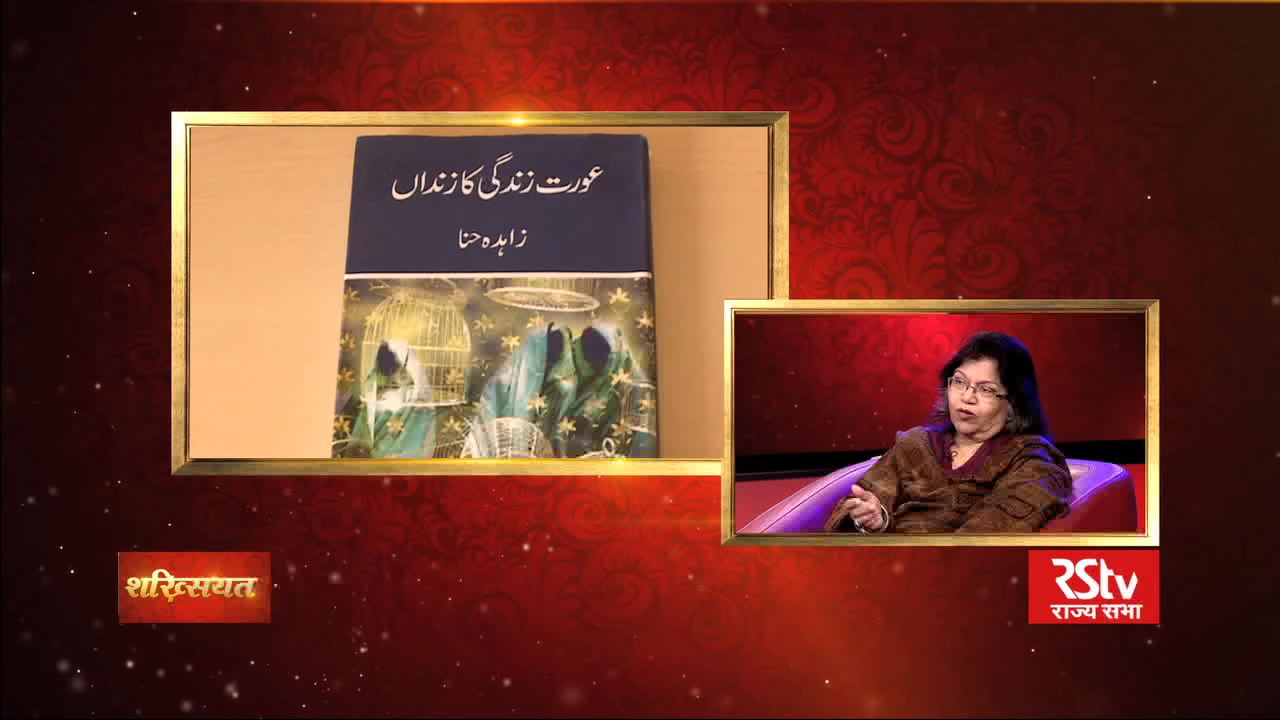 عورت زندگی کا زنداں
زاہدہ حنا
शख़्सियत
RStv
राज्य सभा